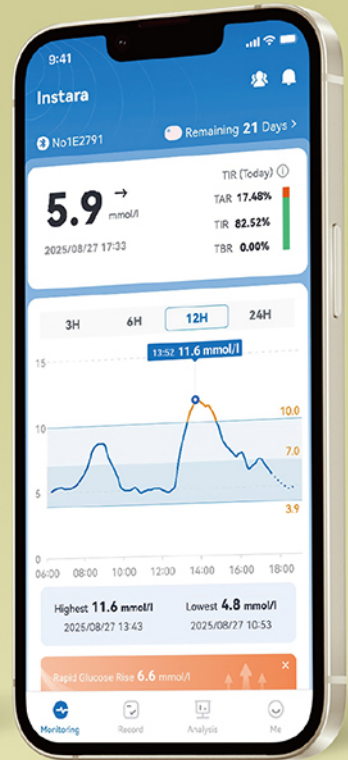 9:41
Instara
No1E2791
Remaining 21 Days >
5.9 → mmol/l
2025/08/27 17:33
TIR (Today)
TAR 17.48%
TIR 82.52%
TBR 0.00%
3H 6H 12H 24H
13:52 11.6 mmol/l
15
10
5
0
10.0
7.0
3.9
06:00 08:00 10:00 12:00 14:00 16:00 18:00
Highest 11.6 mmol/l
2025/08/27 13:43
Lowest 4.8 mmol/l
2025/08/27 10:53
Rapid Glucose Rise 6.6 mmol/l
Monitoring Record Analysis Me